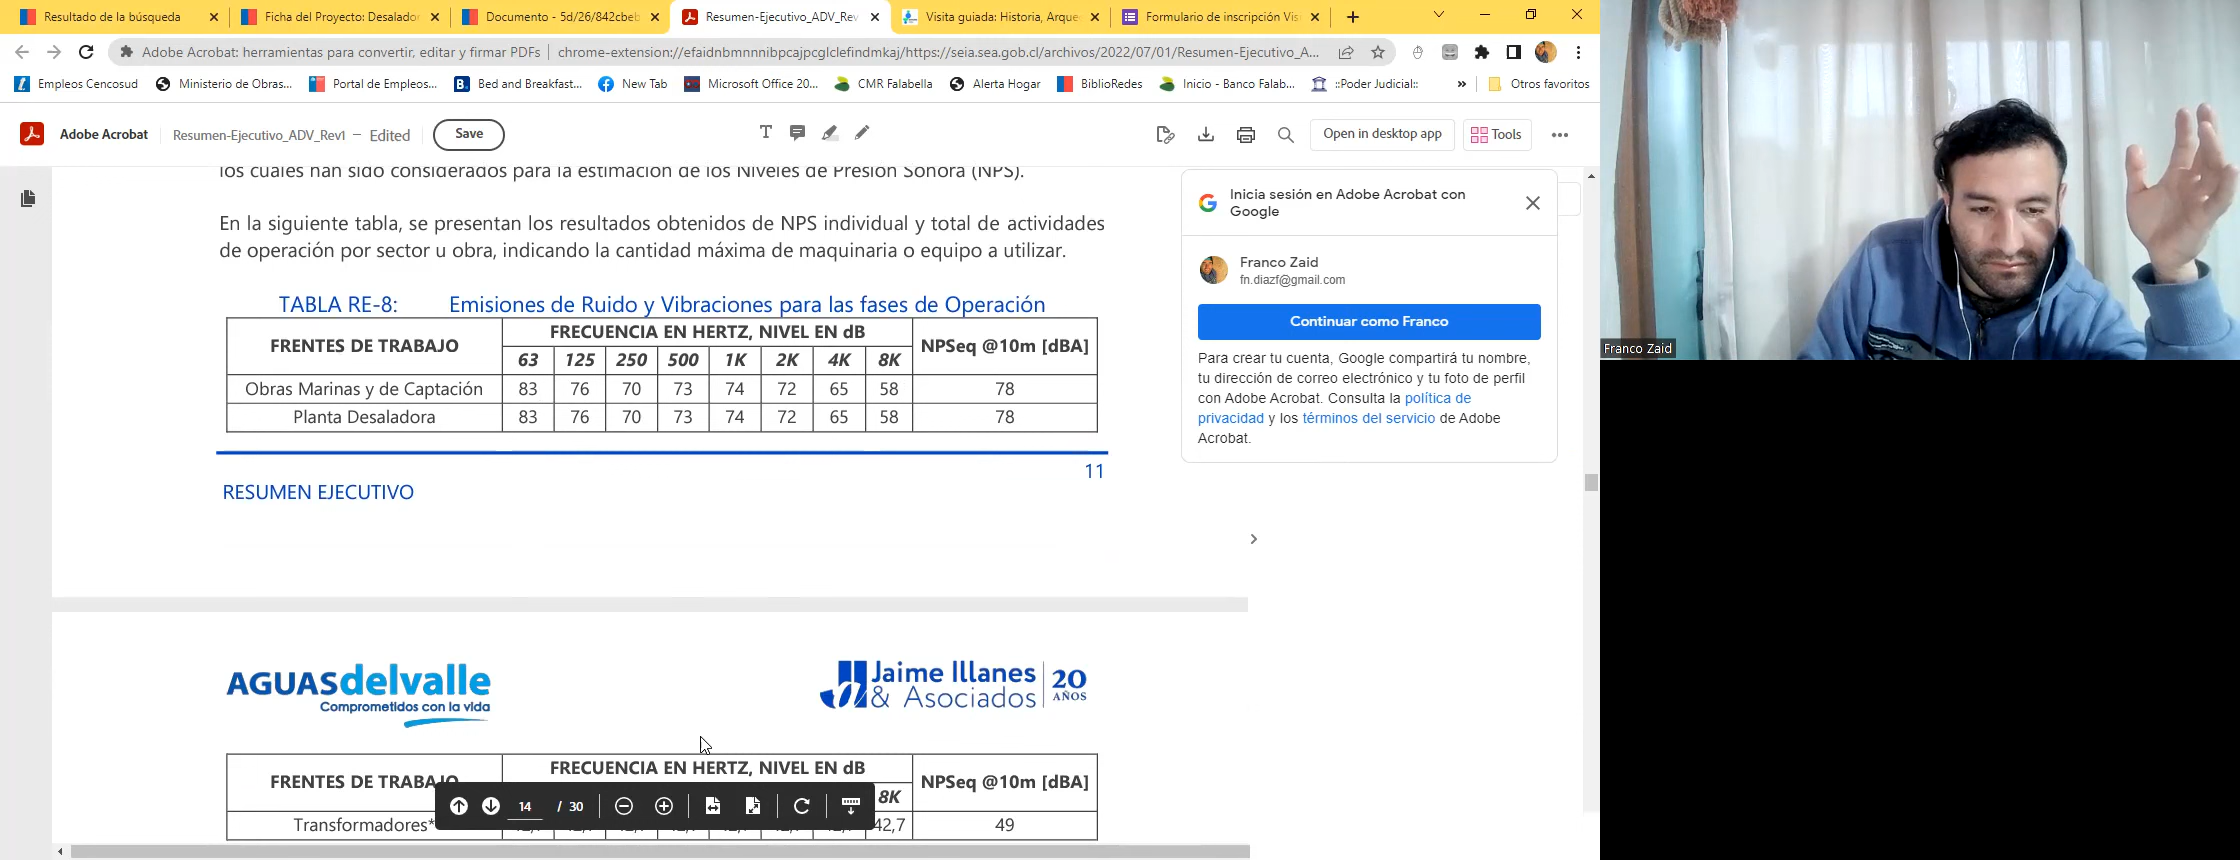 Resultado de la búsqueda
Ficha del Proyecto: Desalador
Documento - 5d/26/842cbeb
Resumen-Ejecutivo_ADV_Rev
Visita guiada: Historia, Arque
Formulario de inscripción Vis
Adobe Acrobat: herramientas para convertir, editar y firmar PDFs | chrome-extension://efaidnbmnnnibpcajpcglclefindmkaj/https://seia.sea.gob.cl/archivos/2022/07/01/Resumen-Ejecutivo_A...
Empleos Cencosud
Ministerio de Obras...
Portal de Empleos...
Bed and Breakfast...
New Tab
Microsoft Office 20...
CMR Falabella
Alerta Hogar
BiblioRedes
Inicio - Banco Falab...
::Poder Judicial::
»
Otros favoritos
Adobe Acrobat
Resumen-Ejecutivo_ADV_Rev1 — Edited
Save
Open in desktop app
Tools
los cuales han sido considerados para la estimación de los Niveles de Presión Sonora (NPS).
En la siguiente tabla, se presentan los resultados obtenidos de NPS individual y total de actividades
de operación por sector u obra, indicando la cantidad máxima de maquinaria o equipo a utilizar.
TABLA RE-8: Emisiones de Ruido y Vibraciones para las fases de Operación
FRENTES DE TRABAJO
FRECUENCIA EN HERTZ, NIVEL EN dB
NPSeq @10m [dBA]
63 125 250 500 1K 2K 4K 8K
Obras Marinas y de Captación 83 76 70 73 74 72 65 58 78
Planta Desaladora 83 76 70 73 74 72 65 58 78
11
RESUMEN EJECUTIVO
AGUASdelvalle
Comprometidos con la vida
Jaime Illanes
& Asociados
20
AÑOS
FRENTES DE TRABAJO
FRECUENCIA EN HERTZ, NIVEL EN dB
NPSeq @10m [dBA]
8K
14 / 30
Transformadores* 42,7 49
Inicia sesión en Adobe Acrobat con
Google
Franco Zaid
fn.diazf@gmail.com
Continuar como Franco
Para crear tu cuenta, Google compartirá tu nombre,
tu dirección de correo electrónico y tu foto de perfil
con Adobe Acrobat. Consulta la política de
privacidad y los términos del servicio de Adobe
Acrobat.
Franco Zaid